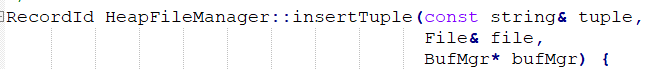 RecordId HeapFileManager::insertTuple(const string& tuple,
File& file,
BufMgr* bufMgr) {